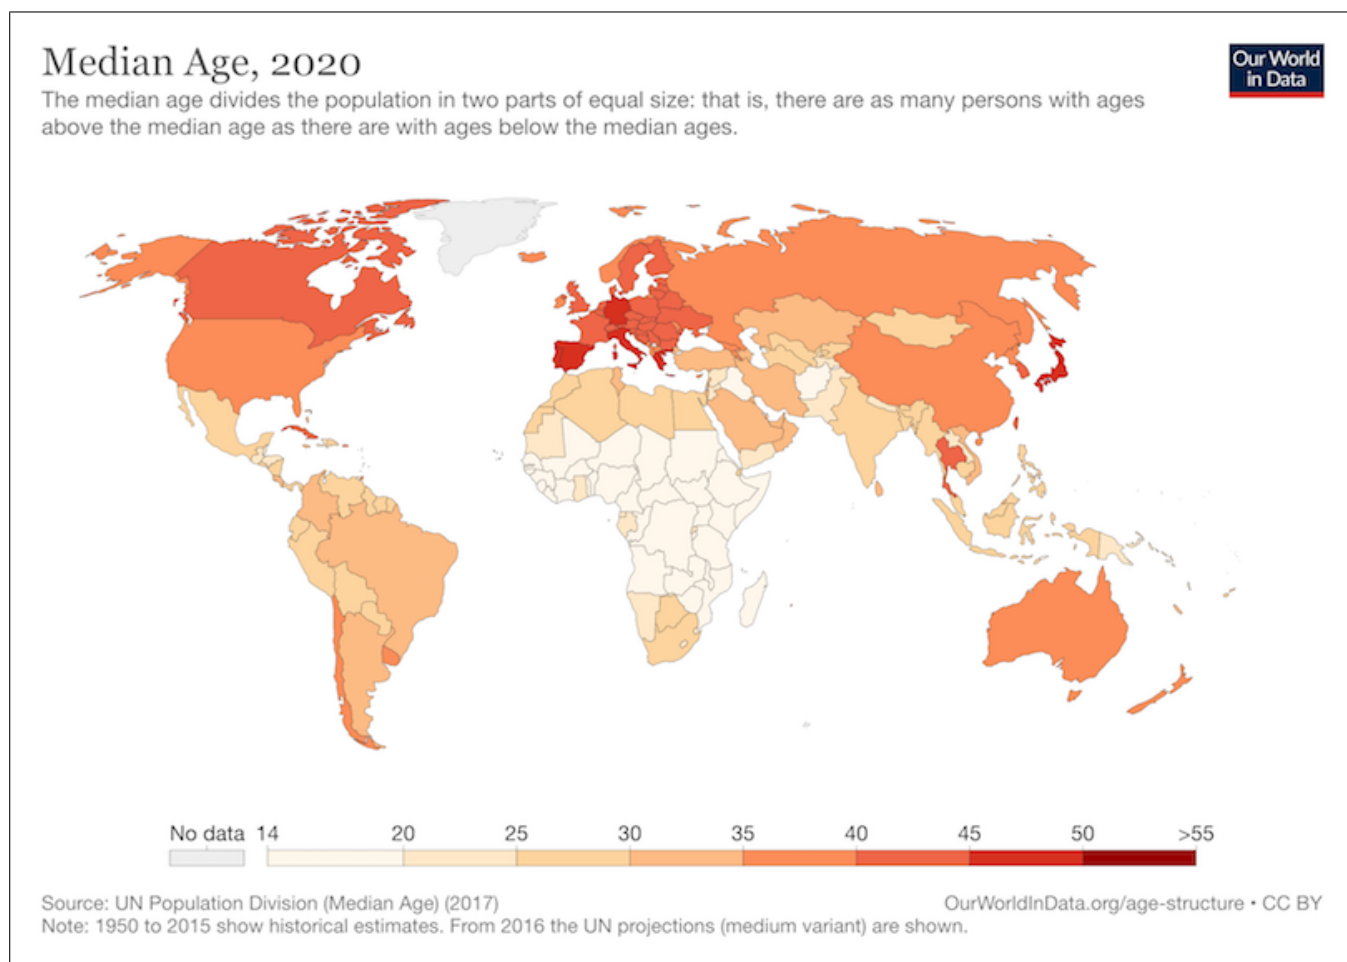 Median Age, 2020
Our World
in Data
The median age divides the population in two parts of equal size: that is, there are as many persons with ages
above the median age as there are with ages below the median ages.
No data 14 20 25 30 35 40 45 50 >55
Source: UN Population Division (Median Age) (2017)
OurWorldInData.org/age-structure • CC BY
Note: 1950 to 2015 show historical estimates. From 2016 the UN projections (medium variant) are shown.